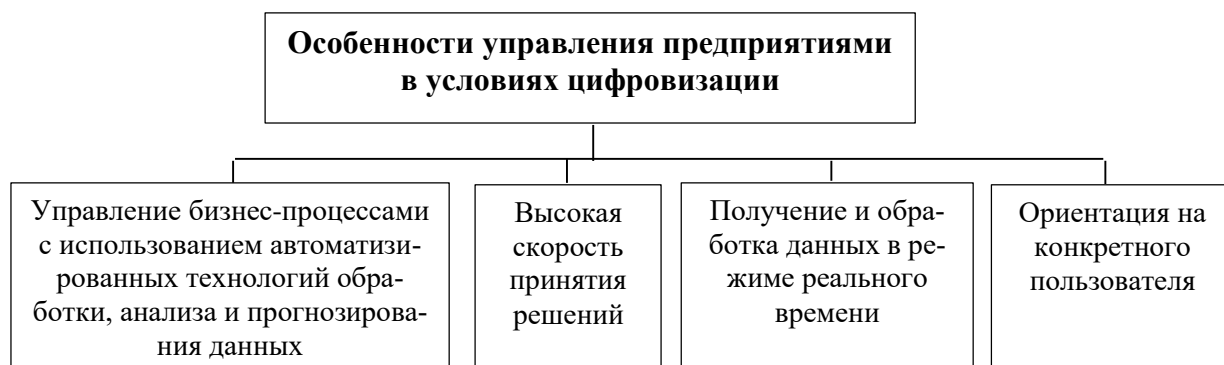 Особенности управления предприятиями
в условиях цифровизации
Управление бизнес-процессами
с использованием автоматизи-
рованных технологий обра-
ботки, анализа и прогнозирова-
ния данных
Высокая
скорость
принятия
решений
Получение и обра-
ботка данных в ре-
жиме реального
времени
Ориентация на
конкретного
пользователя